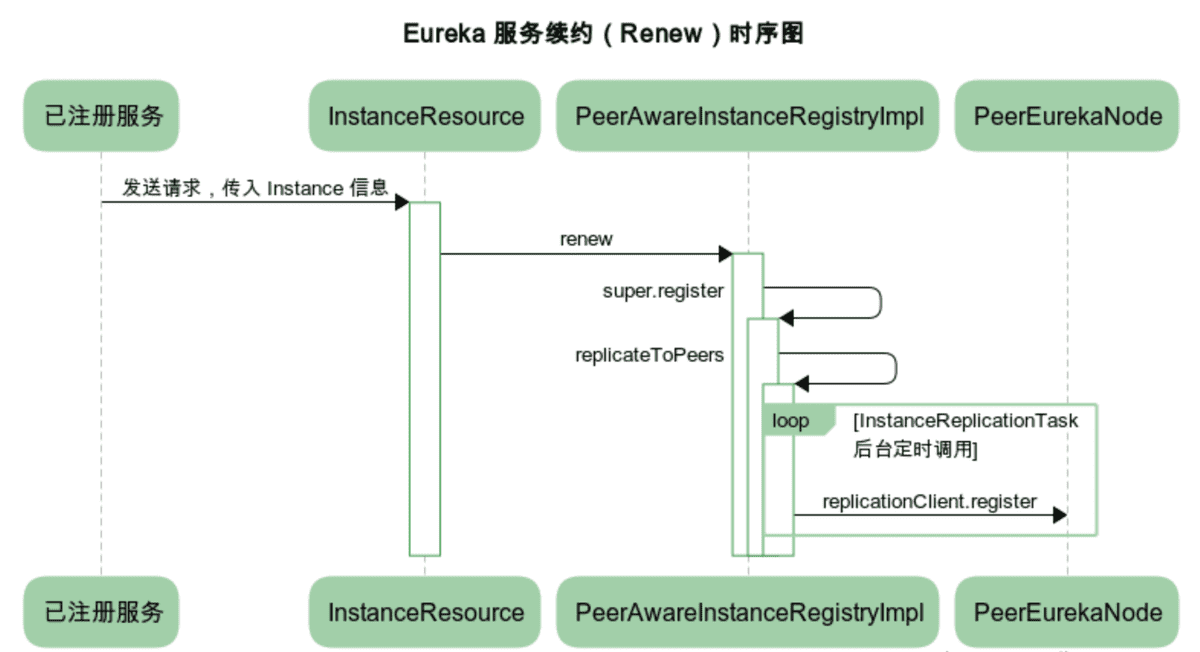 Eureka 服务续约（Renew）时序图
已注册服务
InstanceResource
PeerAwareInstanceRegistryImpl
PeerEurekaNode
发送请求，传入 Instance 信息
renew
super.register
replicateToPeers
loop
[InstanceReplicationTask
后台定时调用]
replicationClient.register
已注册服务
InstanceResource
PeerAwareInstanceRegistryImpl
PeerEurekaNode